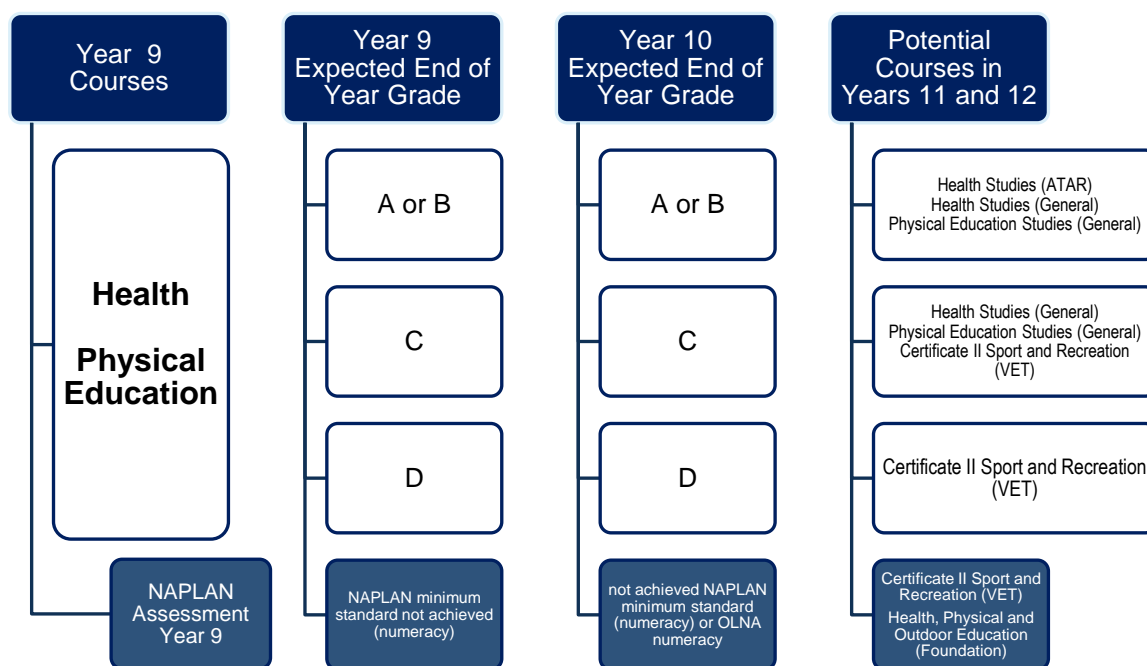 Year 9
Courses
Health
Physical
Education
NAPLAN
Assessment
Year 9
Year 9
Expected End of
Year Grade
A or B
C
D
NAPLAN minimum
standard not achieved
(numeracy)
Year 10
Expected End of
Year Grade
A or B
C
D
not achieved NAPLAN
minimum standard
(numeracy) or OLNA
numeracy
Potential
Courses in
Years 11 and 12
Health Studies (ATAR)
Health Studies (General)
Physical Education Studies (General)
Health Studies (General)
Physical Education Studies (General)
Certificate II Sport and Recreation
(VET)
Certificate II Sport and Recreation
(VET)
Certificate II Sport and
Recreation (VET)
Health, Physical and
Outdoor Education
(Foundation)